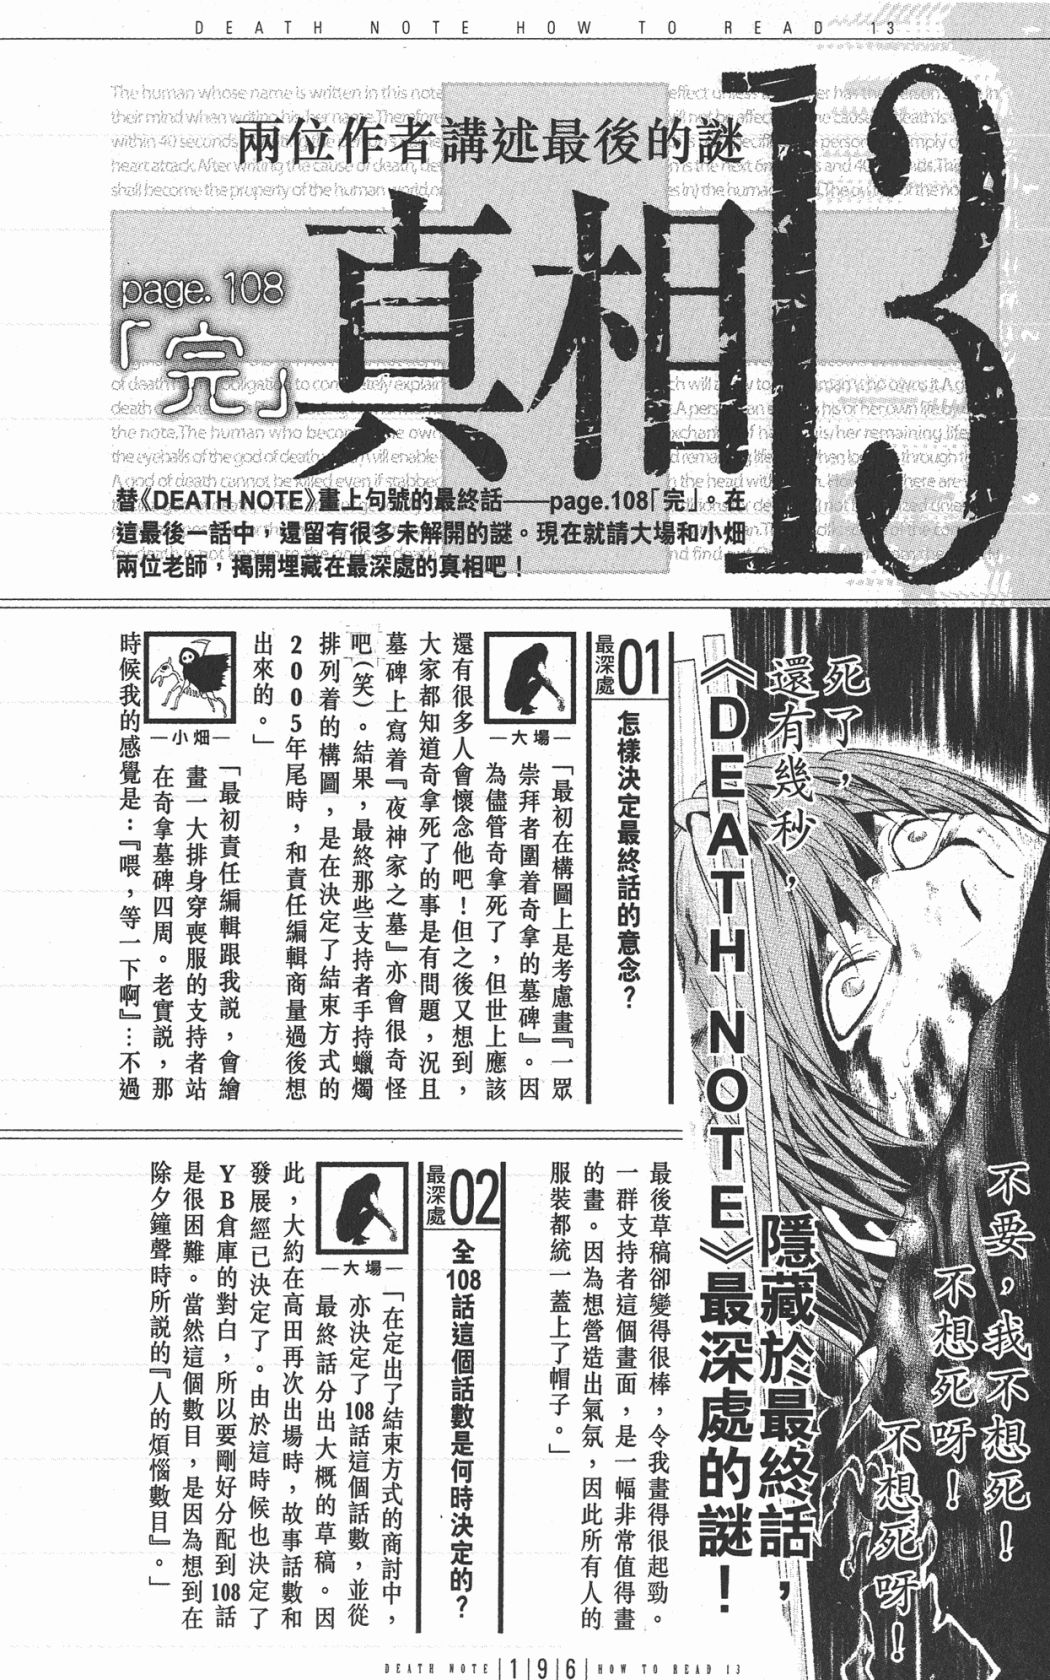 DEATH NOTE HOW TO READ 13
兩位作者講述最後的謎
真相13
page. 108
「完」
替《DEATH NOTE》畫上句號的最終話——page.108「完」。在
這最後一話中，還留有很多未解開的謎。現在就請大場和小畑
兩位老師，揭開埋藏在最深處的真相吧！
死了，
還有幾秒，
不要，我不想死！
不想死呀！
不想死呀！
隱藏於最終話，
《DEATH NOTE》最深處的謎！
最深處 01
怎樣決定最終話的意念？
—大場—
「最初在構圖上是考慮畫『一眾
崇拜者圍着奇拿的墓碑』。因
為儘管奇拿死了，但世上應該
還有很多人會懷念他吧！但之後又想到，
大家都知道奇拿死了的事是有問題，況且
墓碑上寫着『夜神家之墓』亦會很奇怪
吧（笑）。結果，最終那些支持者手持蠟燭
排列着的構圖，是在決定了結束方式的
2005年尾時，和責任編輯商量過後想
出來的。」
—小畑—
「最初責任編輯跟我説，會繪
畫一大排身穿喪服的支持者站
在奇拿墓碑四周。老實説，那
時候我的感覺是：『喂，等一下啊』…不過
最後草稿卻變得很棒，令我畫得很起勁。
一群支持者這個畫面，是一幅非常值得畫
的畫。因為想營造出氣氛，因此所有人的
服裝都統一蓋上了帽子。」
最深處 02
全108話這個話數是何時決定的？
—大場—
「在定出了結束方式的商討中，
亦決定了108話這個話數，並從
最終話分出大概的草稿。因
此，大約在高田再次出場時，故事話數和
發展經已決定了。由於這時候也決定了
YB倉庫的對白，所以要剛好分配到108話
是很困難。當然這個數目，是因為想到在
除夕鐘聲時所説的『人的煩惱數目』。」
DEATH NOTE |1|9|6| HOW TO READ 13